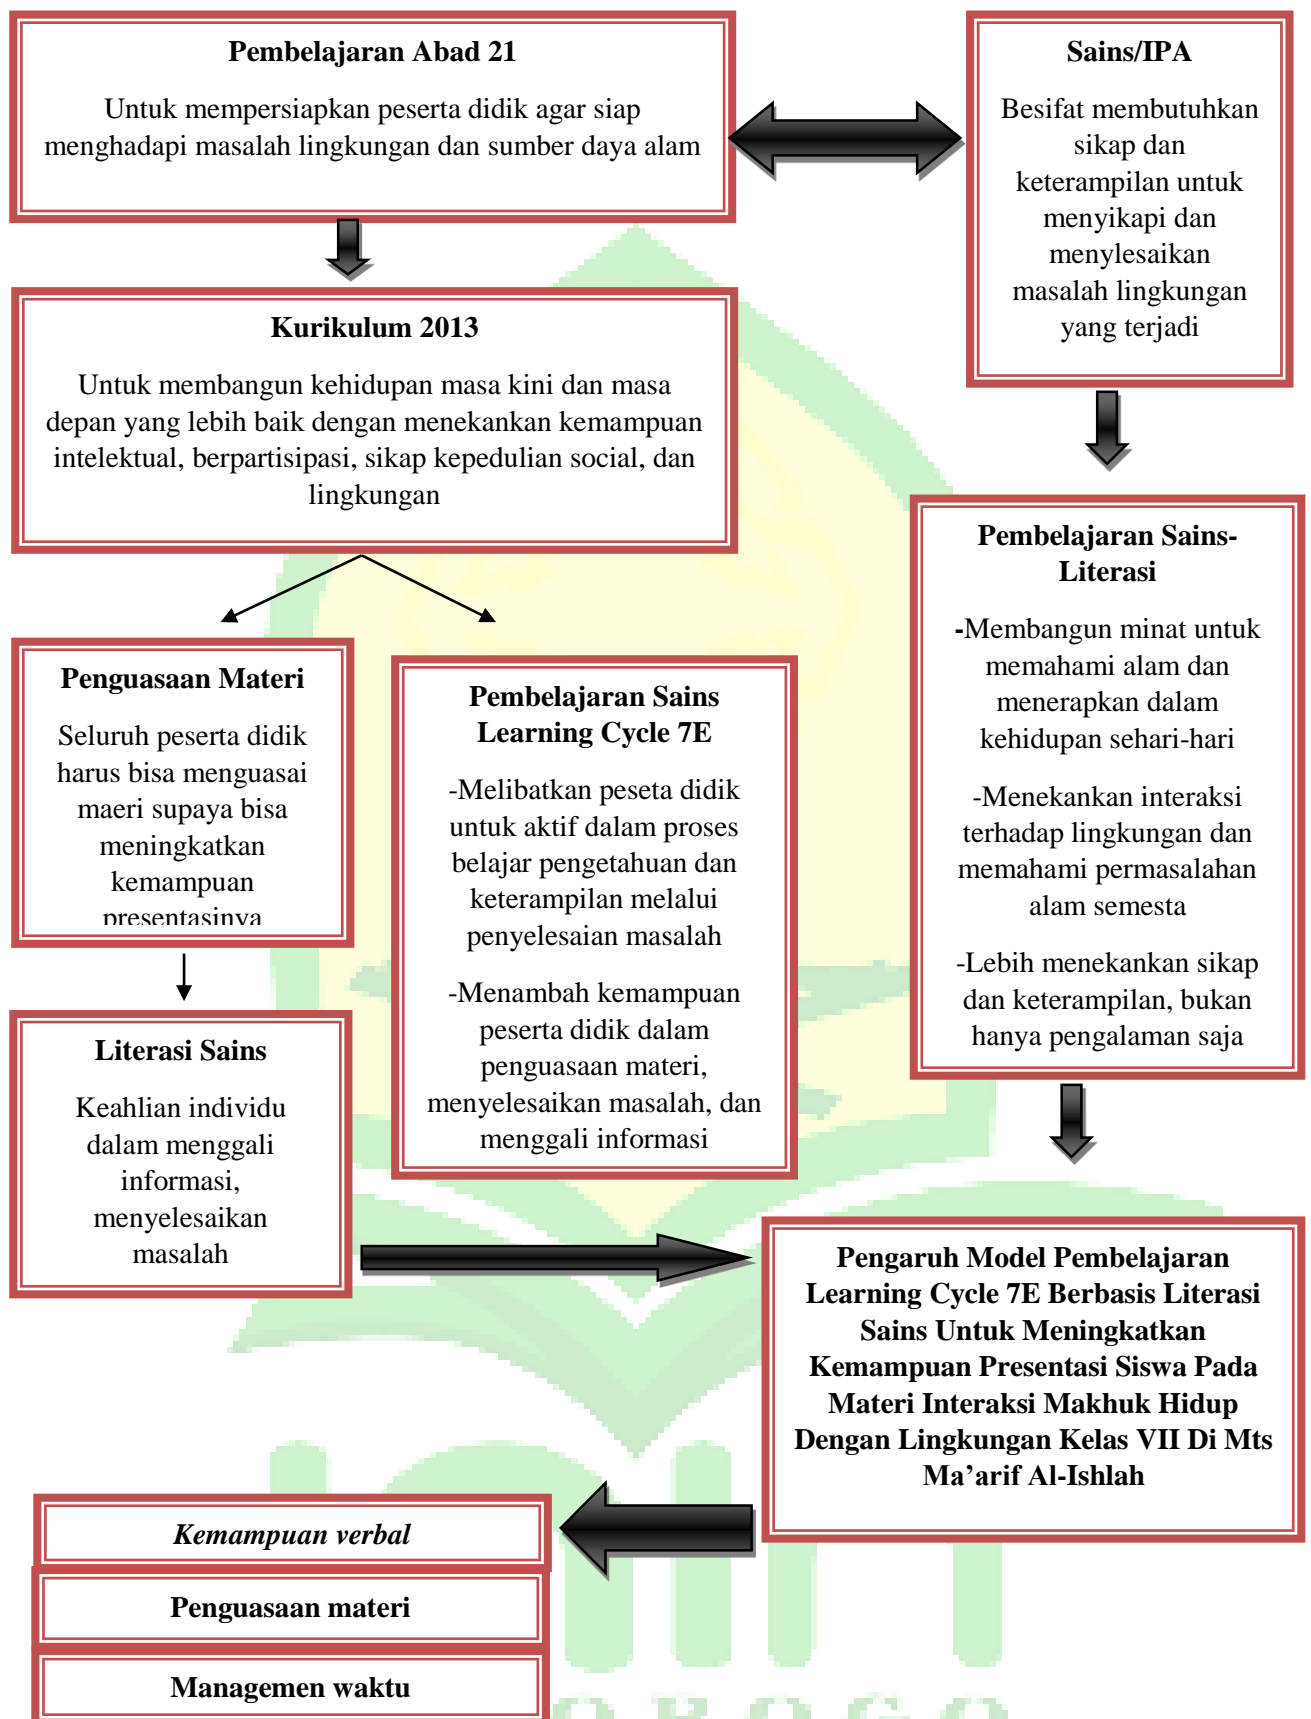 Pembelajaran Abad 21
Untuk mempersiapkan peserta didik agar siap
menghadapi masalah lingkungan dan sumber daya alam
Sains/IPA
Besifat membutuhkan
sikap dan
keterampilan untuk
menyikapi dan
menylesaikan
masalah lingkungan
yang terjadi
Kurikulum 2013
Untuk membangun kehidupan masa kini dan masa
depan yang lebih baik dengan menekankan kemampuan
intelektual, berpartisipasi, sikap kepedulian social, dan
lingkungan
Pembelajaran Sains-
Literasi
-Membangun minat untuk
memahami alam dan
menerapkan dalam
kehidupan sehari-hari
-Menekankan interaksi
terhadap lingkungan dan
memahami permasalahan
alam semesta
-Lebih menekankan sikap
dan keterampilan, bukan
hanya pengalaman saja
Penguasaan Materi
Seluruh peserta didik
harus bisa menguasai
maeri supaya bisa
meningkatkan
kemampuan
presentasinya
Pembelajaran Sains
Learning Cycle 7E
-Melibatkan peseta didik
untuk aktif dalam proses
belajar pengetahuan dan
keterampilan melalui
penyelesaian masalah
-Menambah kemampuan
peserta didik dalam
penguasaan materi,
menyelesaikan masalah, dan
menggali informasi
Literasi Sains
Keahlian individu
dalam menggali
informasi,
menyelesaikan
masalah
Pengaruh Model Pembelajaran
Learning Cycle 7E Berbasis Literasi
Sains Untuk Meningkatkan
Kemampuan Presentasi Siswa Pada
Materi Interaksi Makhuk Hidup
Dengan Lingkungan Kelas VII Di Mts
Ma’arif Al-Ishlah
Kemampuan verbal
Penguasaan materi
Managemen waktu